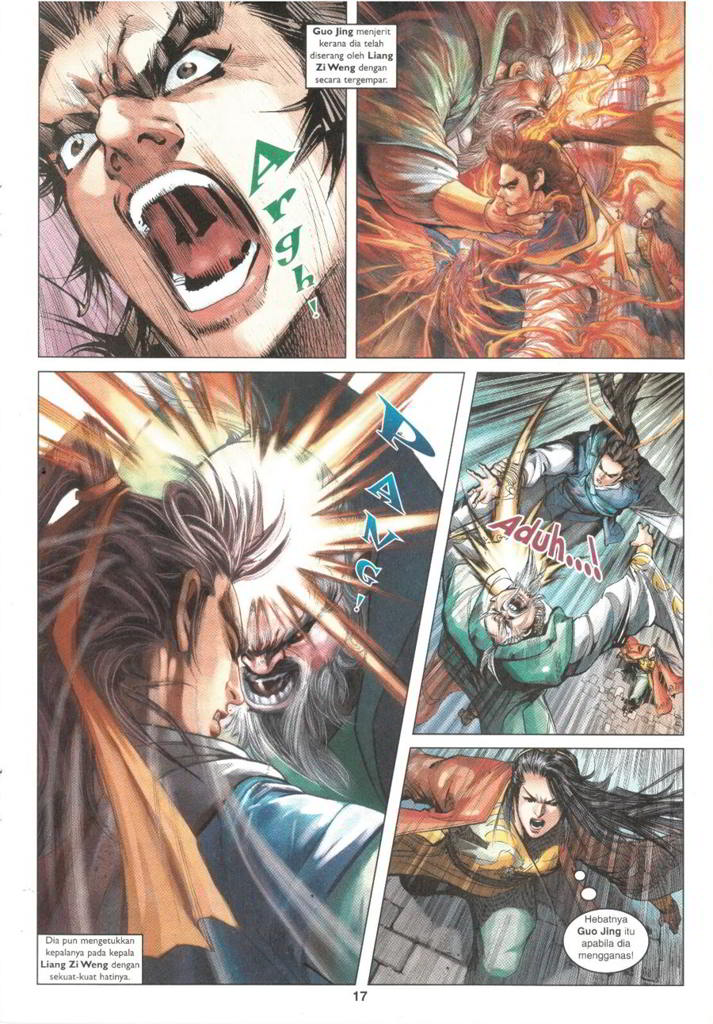 Guo Jing menjerit
kerana dia telah
diserang oleh Liang
Zi Weng dengan
secara tergempar.
Argh!
PANG!
Aduh....!
Dia pun mengetukkan
kepalanya pada kepala
Liang Zi Weng dengan
sekuat-kuat hatinya.
Hebatnya
Guo Jing itu
apabila dia
mengganas!
17